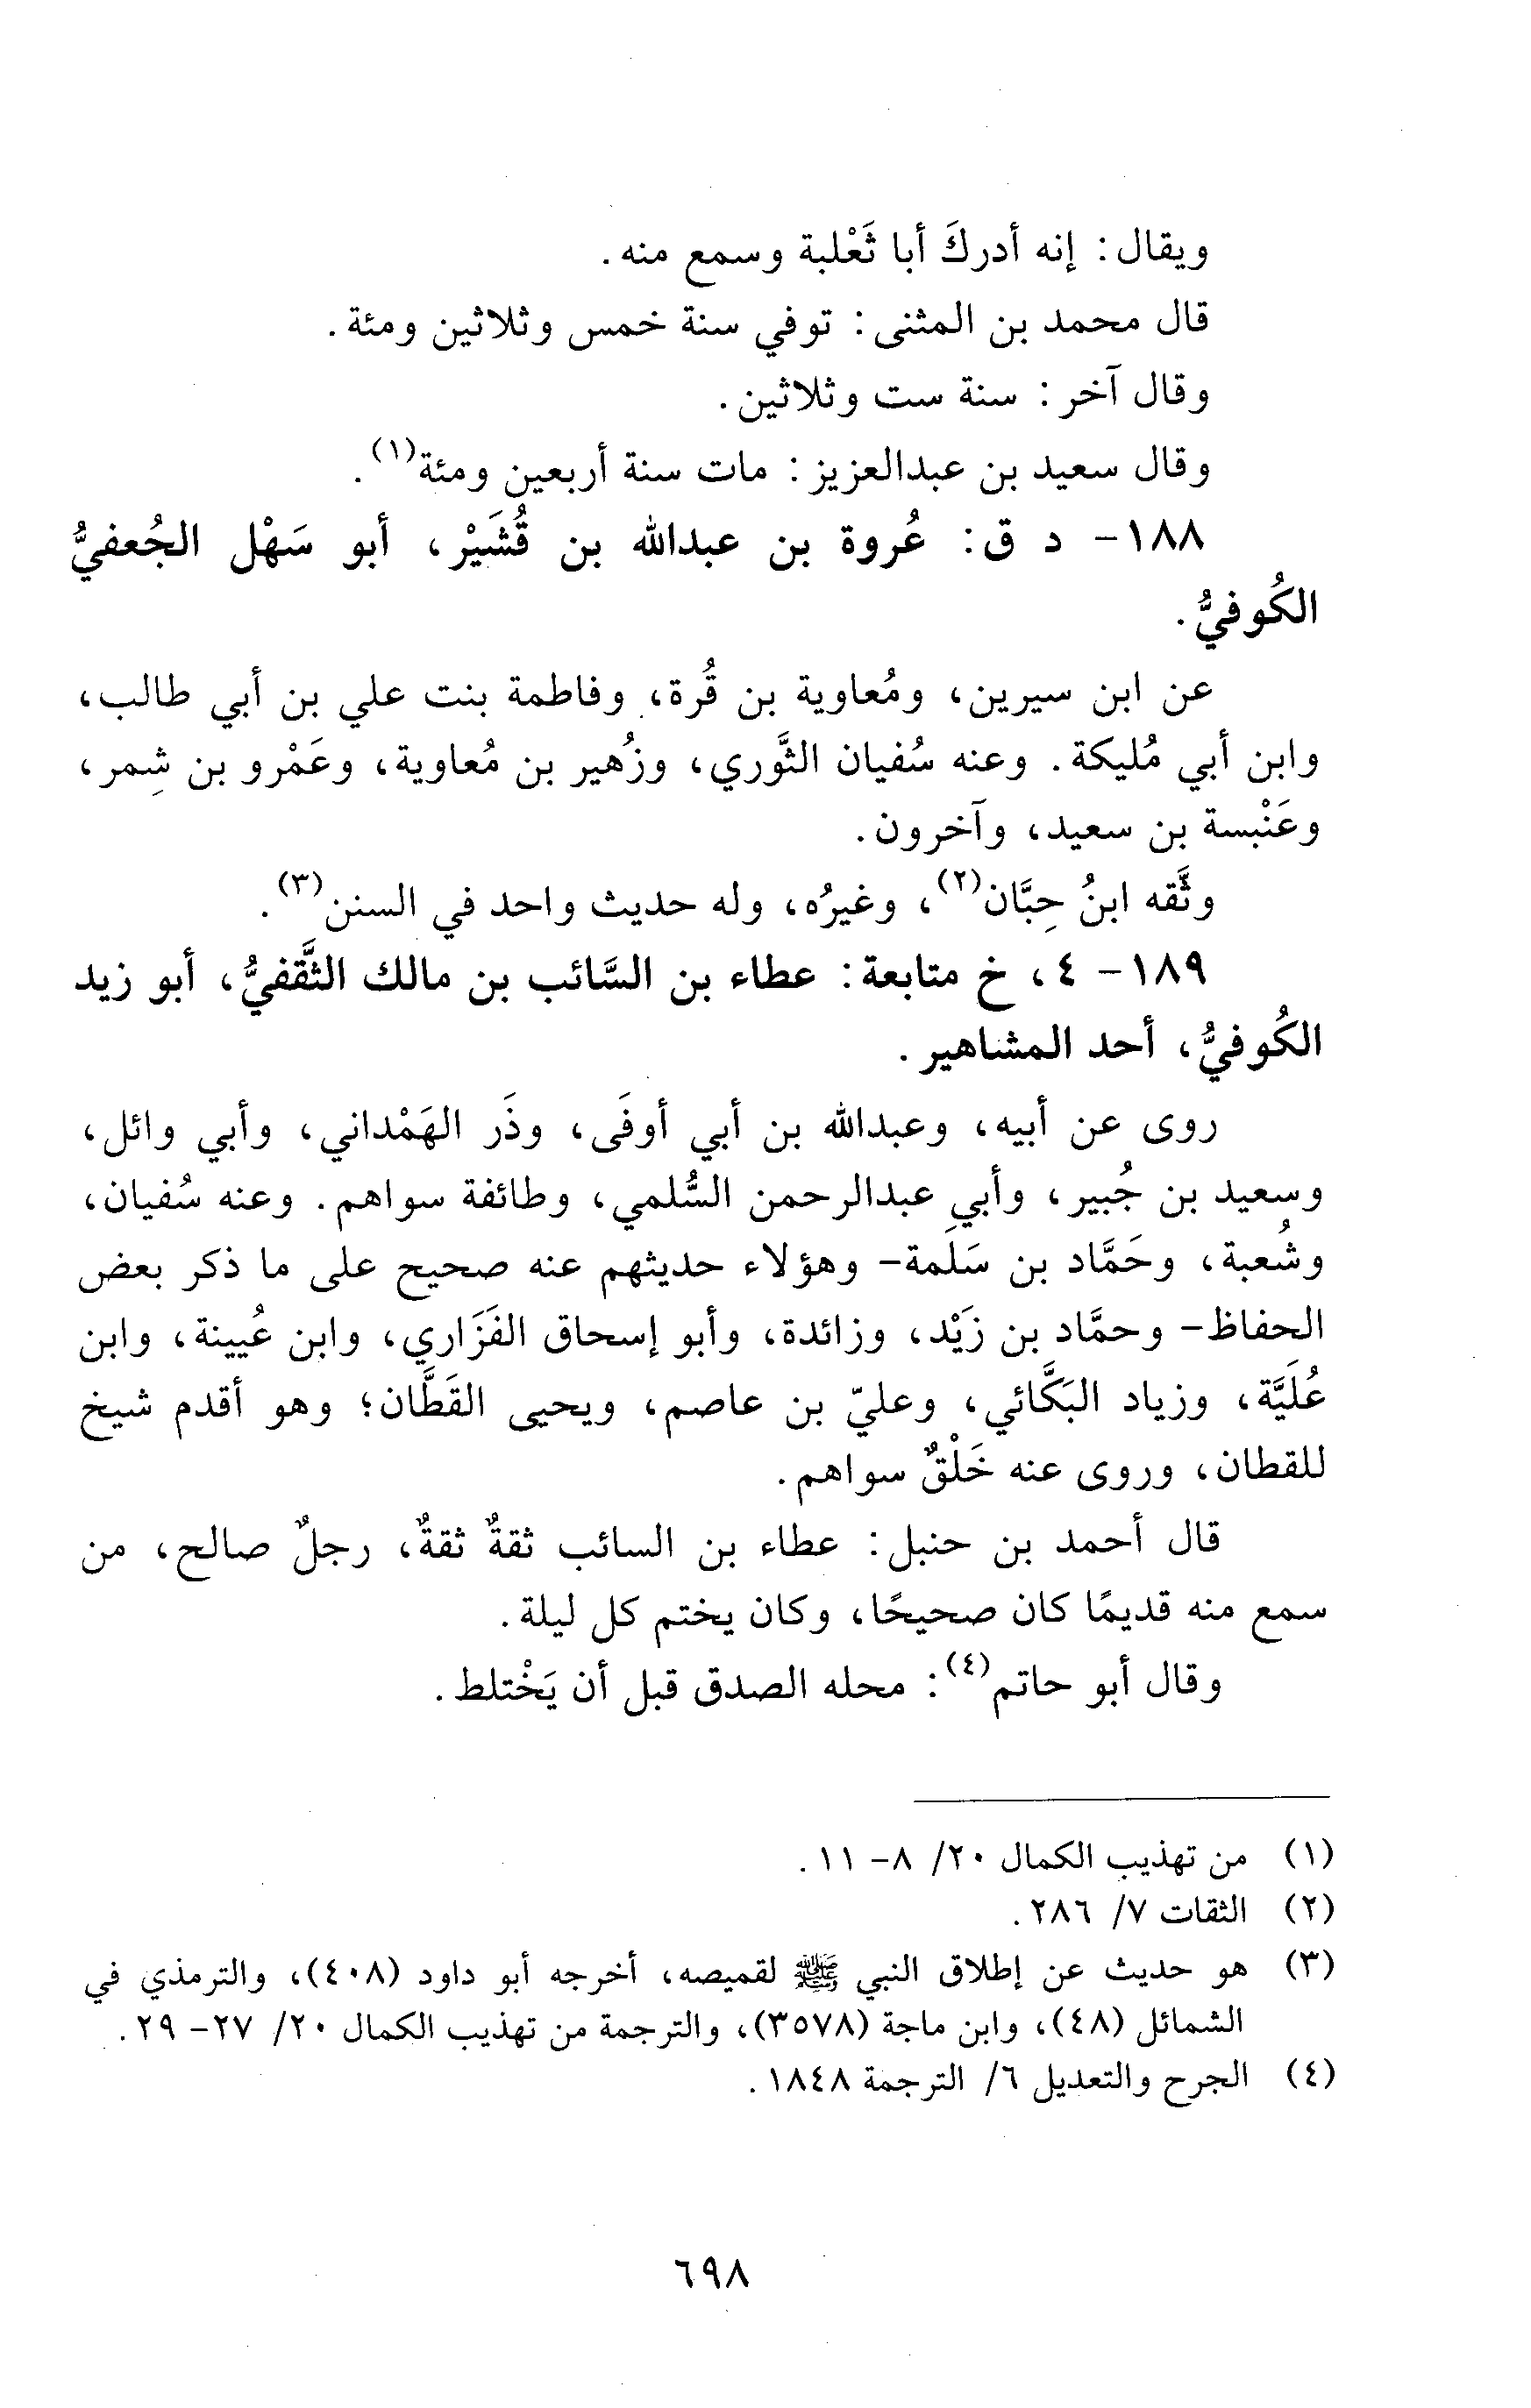 ويقال: إنه أدركَ أبا ثَعْلبة وسمع منه.
قال محمد بن المثنى: توفي سنة خمس وثلاثين ومئة.
وقال آخر: سنة ست وثلاثين.
وقال سعيد بن عبدالعزيز: مات سنة أربعين ومئة(١).
١٨٨- د ق: عُروة بن عبدالله بن قُشَيْر، أبو سَهْل الجُعفيُّ
الكُوفيُّ.
عن ابن سيرين، ومُعاوية بن قُرة، وفاطمة بنت علي بن أبي طالب،
وابن أبي مُليكة. وعنه سُفيان الثَّوري، وزُهير بن مُعاوية، وعَمْرو بن شِمر،
وعَنْبسة بن سعيد، وآخرون.
وثَّقه ابنُ حِبَّان(٢)، وغيرُه، وله حديث واحد في السنن(٣).
١٨٩- ٤، خ متابعة: عطاء بن السَّائب بن مالك الثَّقَفيُّ، أبو زيد
الكُوفيُّ، أحد المشاهير.
روى عن أبيه، وعبدالله بن أبي أوفَى، وذَر الهَمْداني، وأبي وائل،
وسعيد بن جُبير، وأبي عبدالرحمن السُّلمي، وطائفة سواهم. وعنه سُفيان،
وشُعبة، وحَمَّاد بن سَلَمة- وهؤلاء حديثهم عنه صحيح على ما ذكر بعض
الحفاظ- وحمَّاد بن زَيْد، وزائدة، وأبو إسحاق الفَزَاري، وابن عُيينة، وابن
عُلَيَّة، وزياد البَكَّائي، وعليّ بن عاصم، ويحيى القَطَّان؛ وهو أقدم شيخ
للقطان، وروى عنه خَلْقٌ سواهم.
قال أحمد بن حنبل: عطاء بن السائب ثقةٌ ثقةٌ، رجلٌ صالح، من
سمع منه قديمًا كان صحيحًا، وكان يختم كل ليلة.
وقال أبو حاتم(٤): محله الصدق قبل أن يَخْتلط.
(١) من تهذيب الكمال ٢٠/ ٨- ١١.
(٢) الثقات ٧/ ٢٨٦.
(٣) هو حديث عن إطلاق النبي ﷺ لقميصه، أخرجه أبو داود (٤٠٨)، والترمذي في
الشمائل (٤٨)، وابن ماجة (٣٥٧٨)، والترجمة من تهذيب الكمال ٢٠/ ٢٧- ٢٩.
(٤) الجرح والتعديل ٦/ الترجمة ١٨٤٨.
٦٩٨